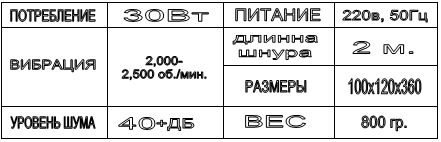 ПОТРЕБЛЕНИЕ 30Вт ПИТАНИЕ 220в, 50Гц
ВИБРАЦИЯ 2,000-
2,500 об./мин.
длинна
шнура 2 м.
РАЗМЕРЫ 100х120х360
УРОВЕНЬ ШУМА 40+ДБ ВЕС 800 гр.